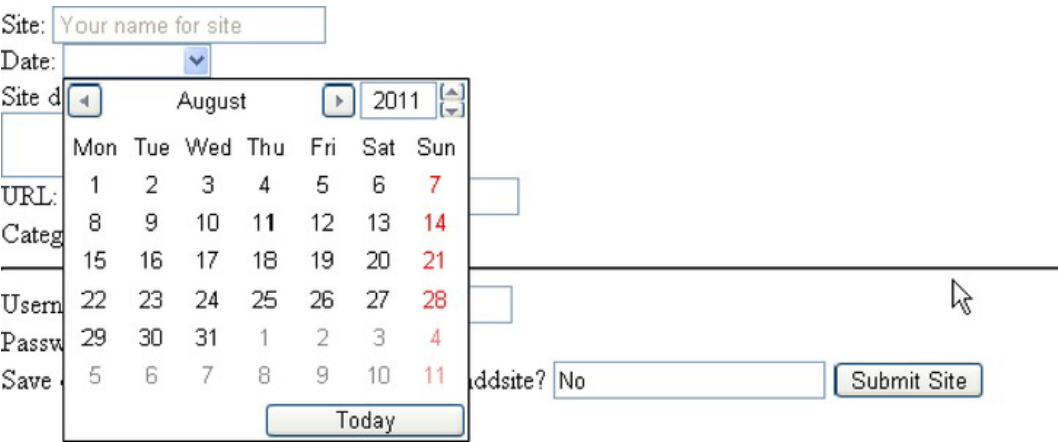 Site: Your name for site
Date:
Site d
August 2011
Mon Tue Wed Thu Fri Sat Sun
1 2 3 4 5 6 7
URL:
8 9 10 11 12 13 14
Categ
15 16 17 18 19 20 21
Usern
22 23 24 25 26 27 28
29 30 31 1 2 3 4
Passw
5 6 7 8 9 10 11
Save addsite? No Submit Site
Today